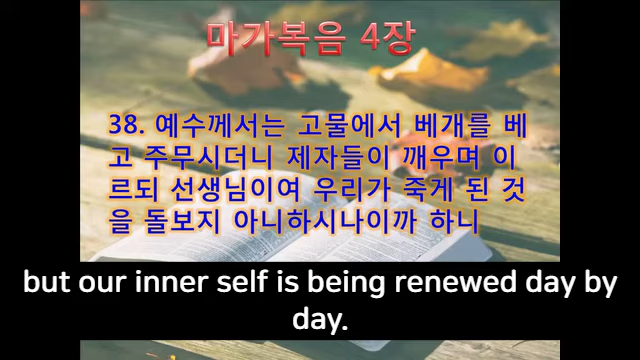 마가복음 4장
38. 예수께서는 고물에서 베개를 베
고 주무시더니 제자들이 깨우며 이
르되 선생님이여 우리가 죽게 된 것
을 돌보지 아니하시나이까 하니
but our inner self is being renewed day by
day.